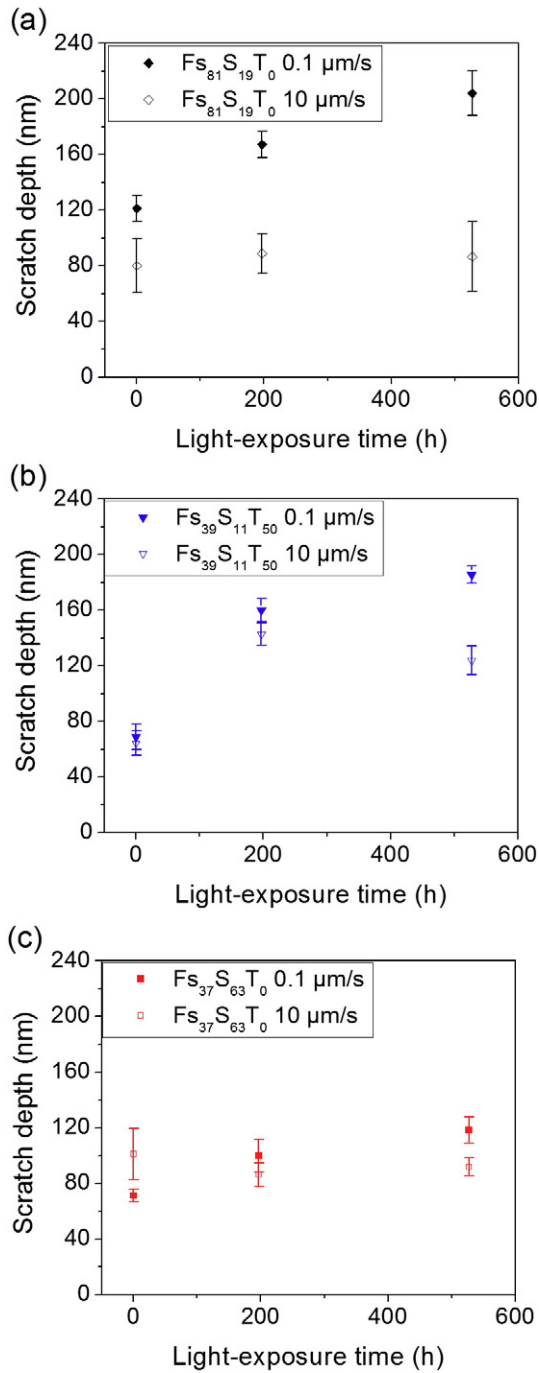 (a)
240
200
160
120
80
40
0
Scratch depth (nm)
Fs₈₁S₁₉T₀ 0.1 µm/s
Fs₈₁S₁₉T₀ 10 µm/s
0 200 400 600
Light-exposure time (h)
(b)
240
200
160
120
80
40
0
Scratch depth (nm)
Fs₃₉S₁₁T₅₀ 0.1 µm/s
Fs₃₉S₁₁T₅₀ 10 µm/s
0 200 400 600
Light-exposure time (h)
(c)
240
200
160
120
80
40
0
Scratch depth (nm)
Fs₃₇S₆₃T₀ 0.1 µm/s
Fs₃₇S₆₃T₀ 10 µm/s
0 200 400 600
Light-exposure time (h)